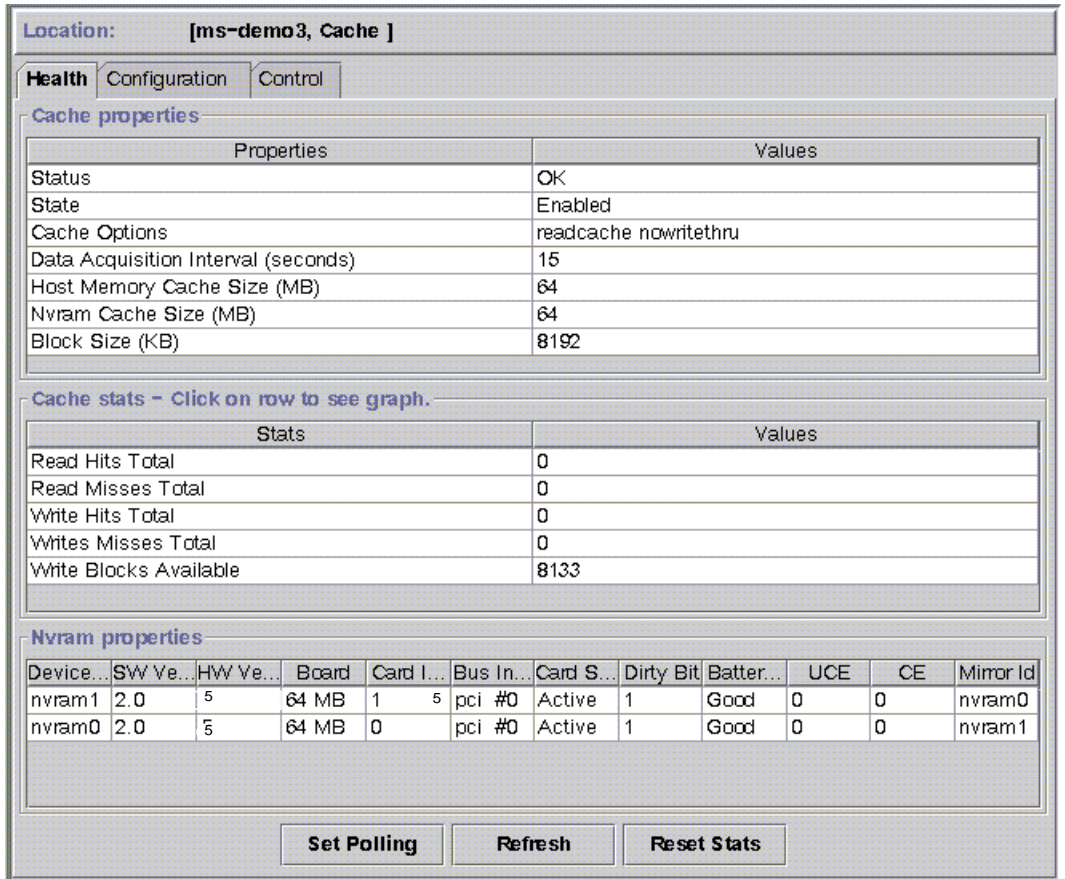 Location: [ms-demo3, Cache ]
Health Configuration Control
Cache properties
Properties Values
Status OK
State Enabled
Cache Options readcache nowritethru
Data Acquisition Interval (seconds) 15
Host Memory Cache Size (MB) 64
Nvram Cache Size (MB) 64
Block Size (KB) 8192
Cache stats - Click on row to see graph.
Stats Values
Read Hits Total 0
Read Misses Total 0
Write Hits Total 0
Writes Misses Total 0
Write Blocks Available 8133
Nvram properties
Device... SW Ve... HW Ve... Board Card I... Bus In... Card S... Dirty Bit Batter... UCE CE Mirror Id
nvram1 2.0 5 64 MB 1 5 pci #0 Active 1 Good 0 0 nvram0
nvram0 2.0 5 64 MB 0 pci #0 Active 1 Good 0 0 nvram1
Set Polling Refresh Reset Stats